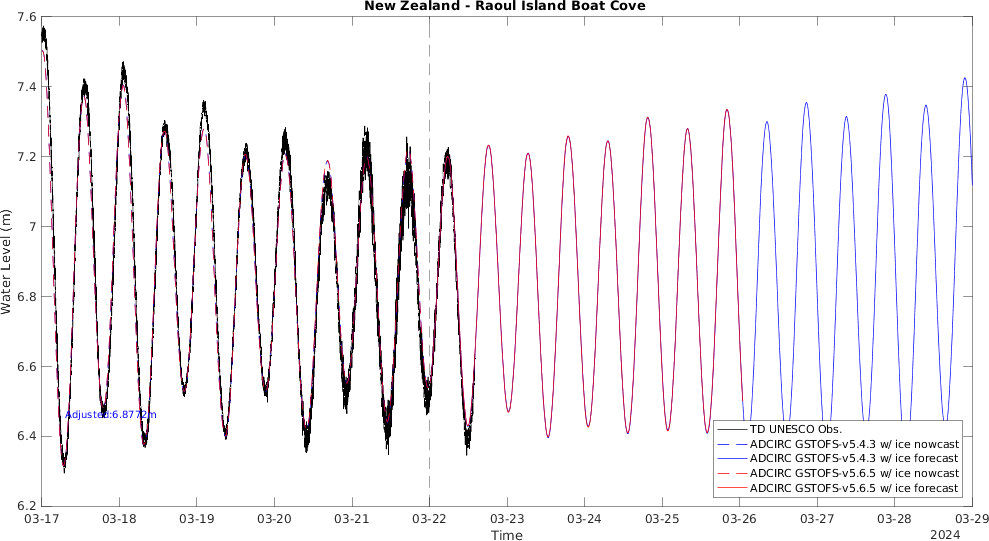 New Zealand - Raoul Island Boat Cove
7.6
7.4
7.2
7
6.8
6.6
6.4
6.2
Water Level (m)
Adjusted:6.8772m
TD UNESCO Obs.
ADCIRC GSTOFS-v5.4.3 w/ ice nowcast
ADCIRC GSTOFS-v5.4.3 w/ ice forecast
ADCIRC GSTOFS-v5.6.5 w/ ice nowcast
ADCIRC GSTOFS-v5.6.5 w/ ice forecast
03-17 03-18 03-19 03-20 03-21 03-22 03-23 03-24 03-25 03-26 03-27 03-28 03-29
Time
2024